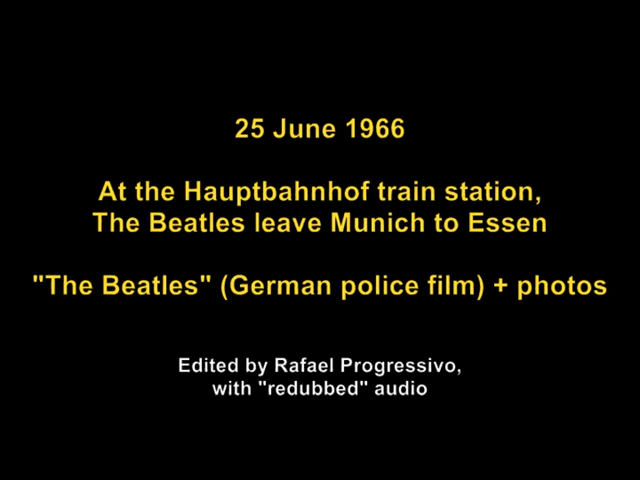 25 June 1966
At the Hauptbahnhof train station,
The Beatles leave Munich to Essen
"The Beatles" (German police film) + photos
Edited by Rafael Progressivo,
with "redubbed" audio